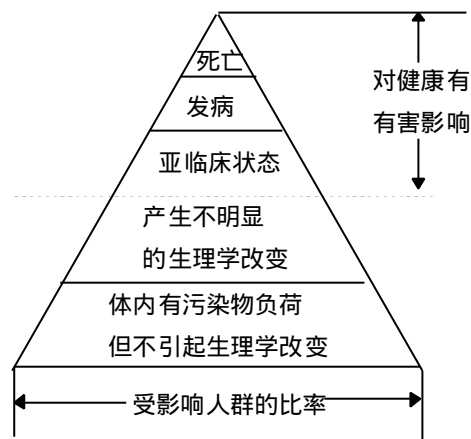 死亡
发病
亚临床状态
产生不明显
的生理学改变
体内有污染物负荷
但不引起生理学改变
对健康有
有害影响
受影响人群的比率